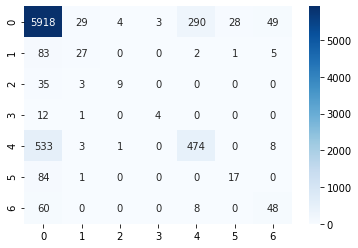 0 5918 29 4 3 290 28 49
1 83 27 0 0 2 1 5
2 35 3 9 0 0 0 0
3 12 1 0 4 0 0 0
4 533 3 1 0 474 0 8
5 84 1 0 0 0 17 0
6 60 0 0 0 8 0 48
0 1 2 3 4 5 6
5000
4000
3000
2000
1000
0